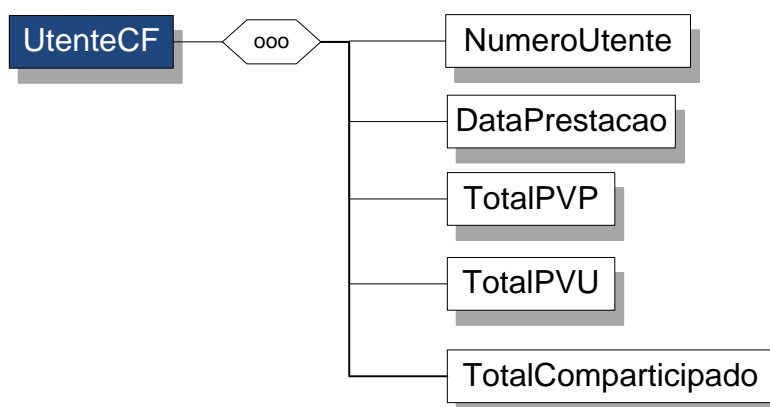 UtenteCF
ooo
NumeroUtente
DataPrestacao
TotalPVP
TotalPVU
TotalComparticipado